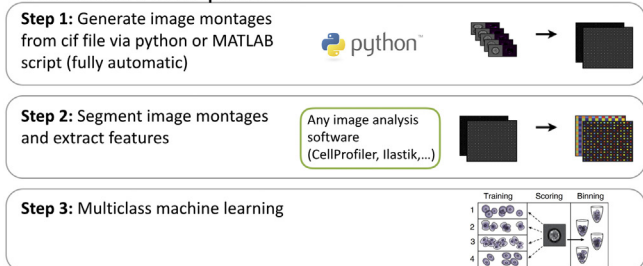 Step 1: Generate image montages
from cif file via python or MATLAB
script (fully automatic)
python™
Step 2: Segment image montages
and extract features
Any image analysis
software
(CellProfiler, Ilastik,...)
Step 3: Multiclass machine learning
Training Scoring Binning
1
2
3
4